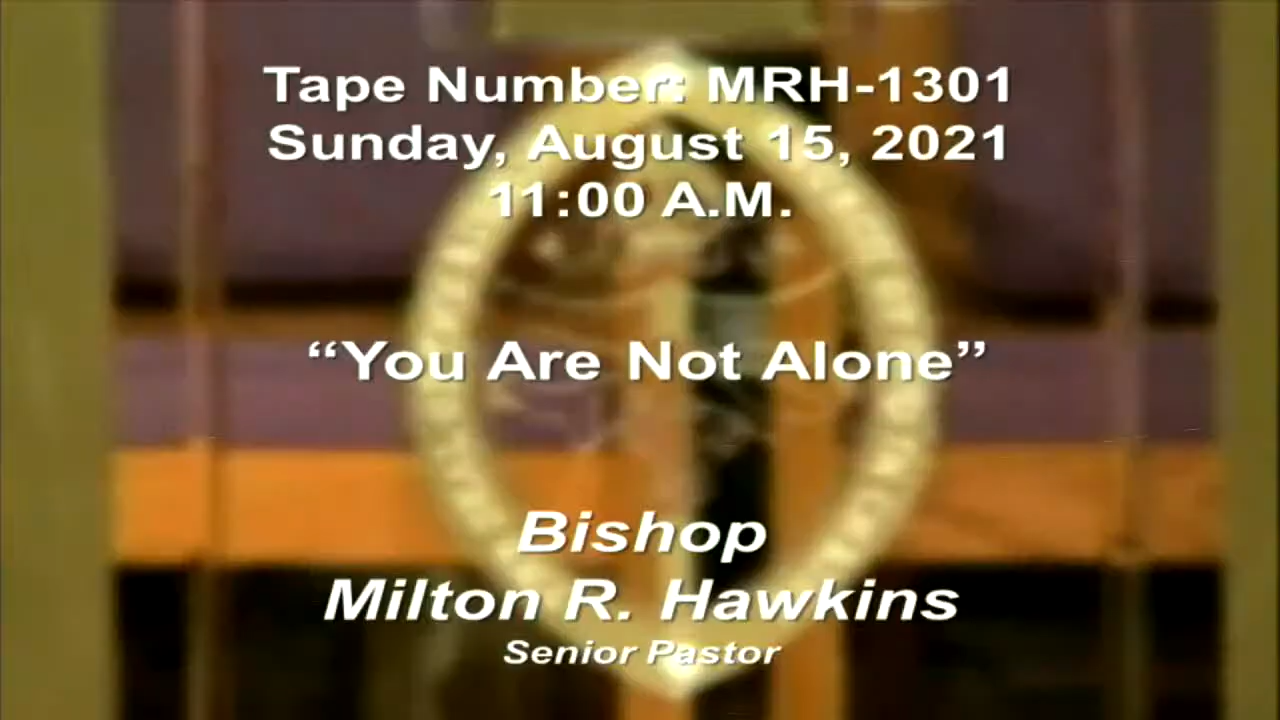 Tape Number: MRH-1301
Sunday, August 15, 2021
11:00 A.M.
“You Are Not Alone”
Bishop
Milton R. Hawkins
Senior Pastor